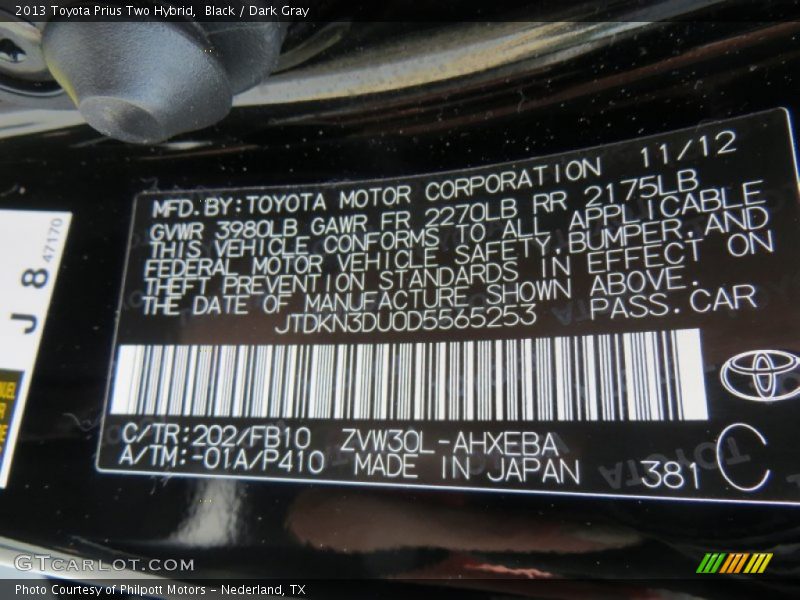 2013 Toyota Prius Two Hybrid,  Black / Dark Gray
11/12
MFD.BY:TOYOTA MOTOR CORPORATION
GVWR 3980LB GAWR FR 2270LB RR 2175LB
THIS VEHICLE CONFORMS TO ALL APPLICABLE
FEDERAL MOTOR VEHICLE SAFETY,BUMPER,AND
THEFT PREVENTION STANDARDS IN EFFECT ON
THE DATE OF MANUFACTURE SHOWN ABOVE.
JTDKN3DU0D5565253 PASS.CAR
C/TR:202/FB10 ZVW30L-AHXEBA
A/TM:-01A/P410 MADE IN JAPAN 381 C
J 8 47170
GTCARLOT.COM
Photo Courtesy of Philpott Motors - Nederland, TX